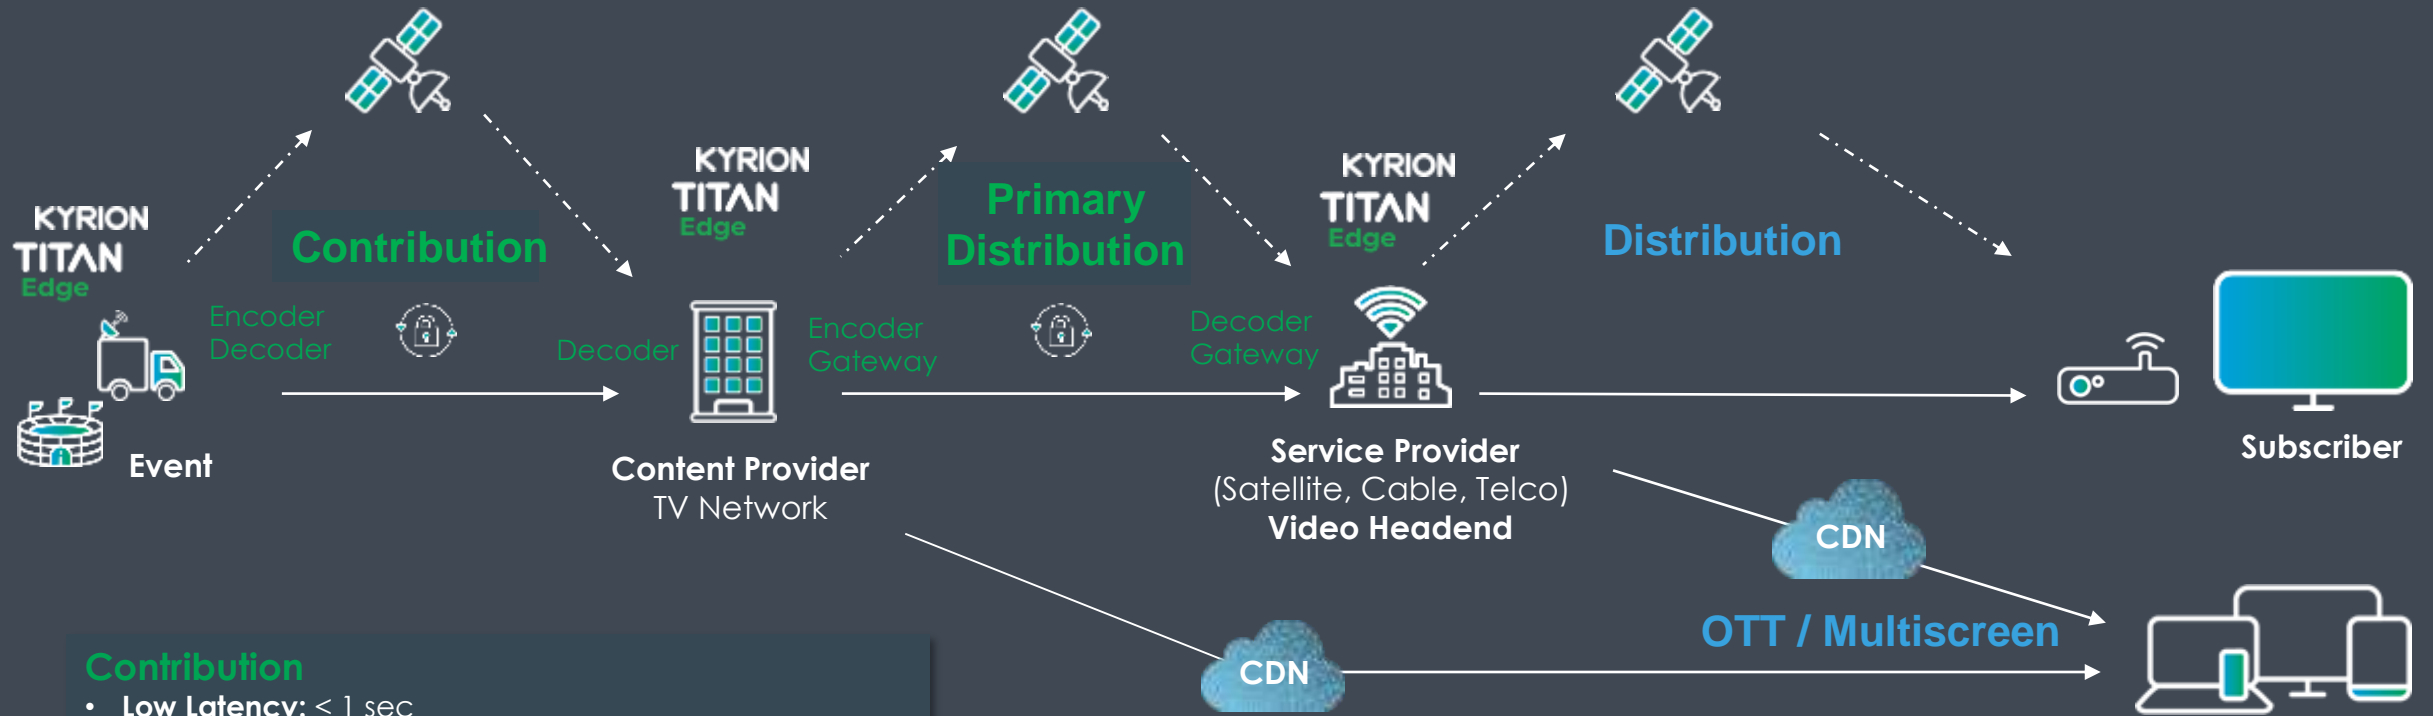 KYRION
TITAN
Edge
Contribution
Encoder
Decoder
Decoder
Event
KYRION
TITAN
Edge
Primary
Distribution
Encoder
Gateway
Decoder
Gateway
Content Provider
TV Network
KYRION
TITAN
Edge
Distribution
Service Provider
(Satellite, Cable, Telco)
Video Headend
Subscriber
CDN
OTT / Multiscreen
CDN
Contribution
• Low Latency: < 1 sec